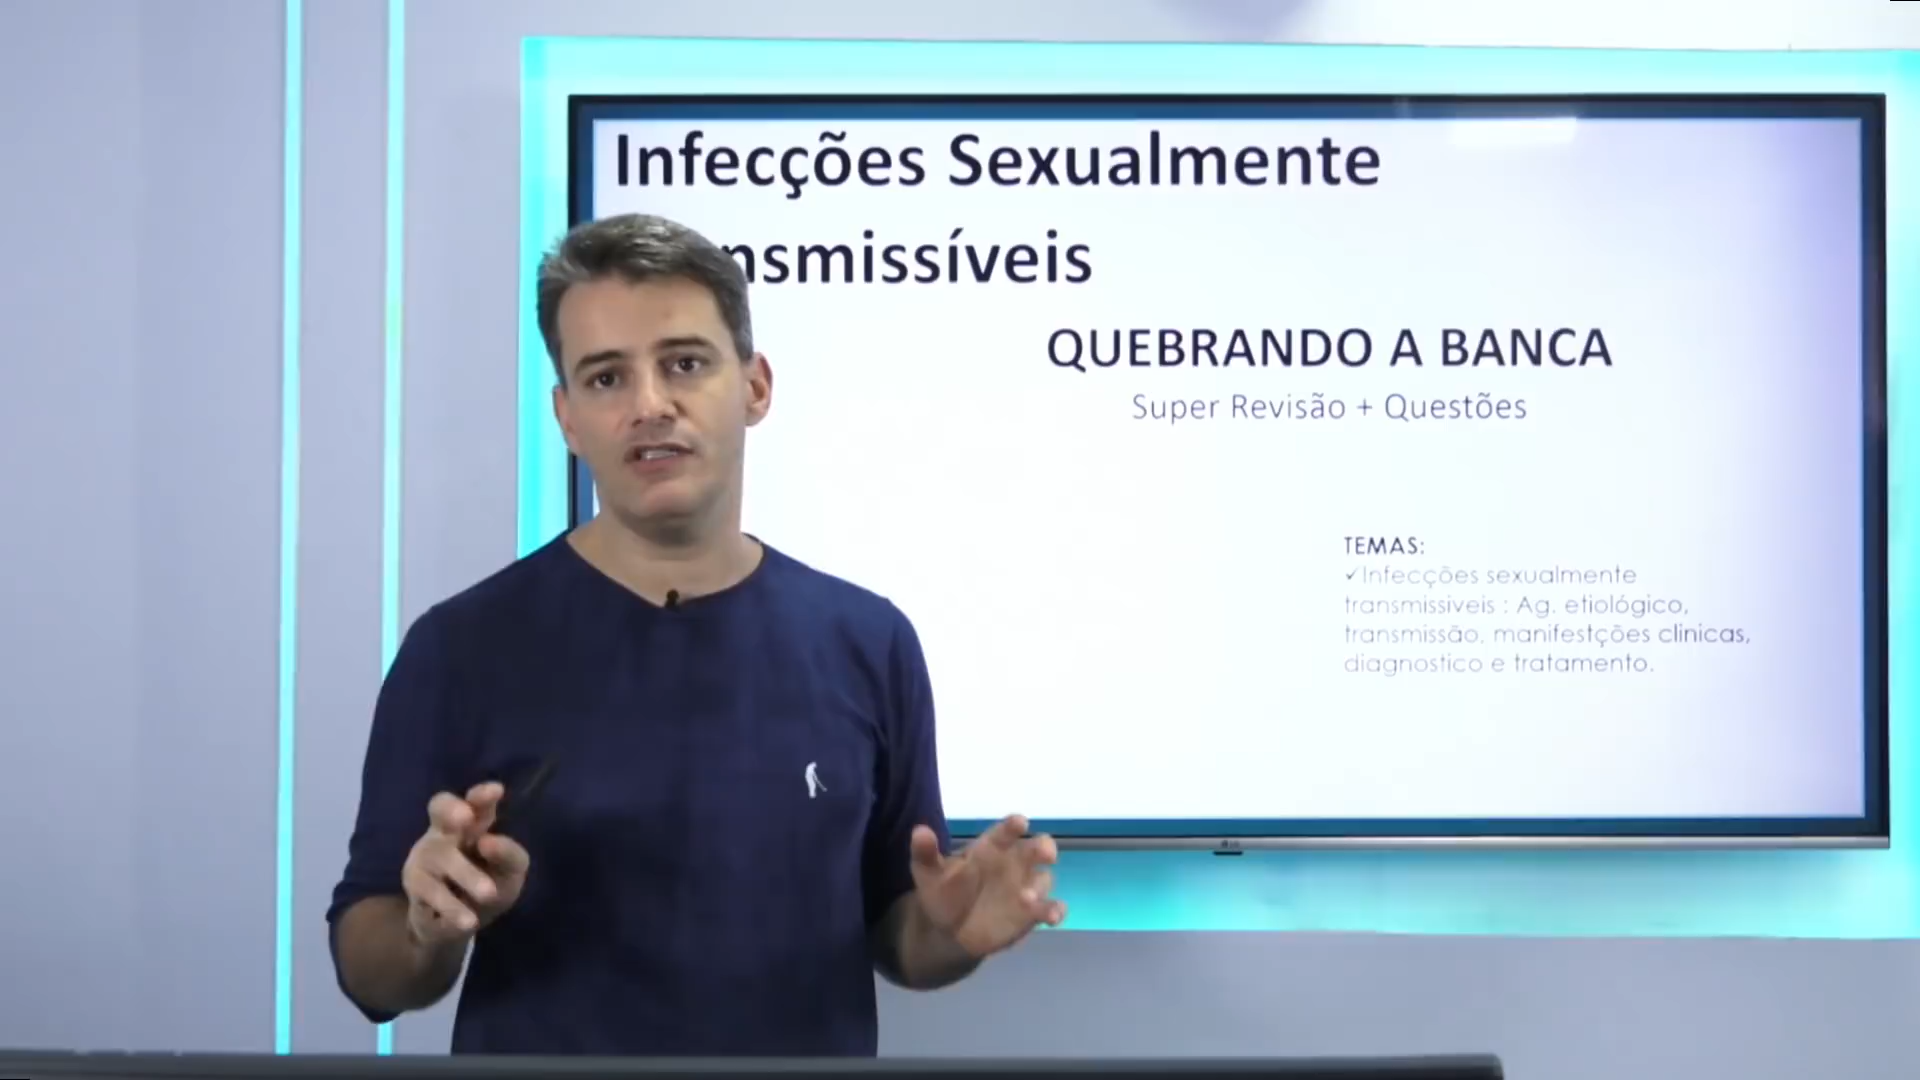 Infecções Sexualmente
nsmissíveis
QUEBRANDO A BANCA
Super Revisão + Questões
TEMAS:
✓Infecções sexualmente
transmissiveis : Ag. etiológico,
transmissão, manifestções clinicas,
diagnostico e tratamento.
LG